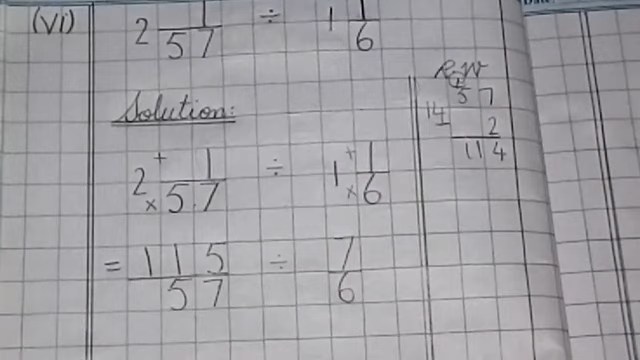 (vi) 2 1/57 ÷ 1 1/6
Solution:
2 + × 1/57 ÷ 1 + × 1/6
= 115/57 ÷ 7/6
R.W
1
57
2
114